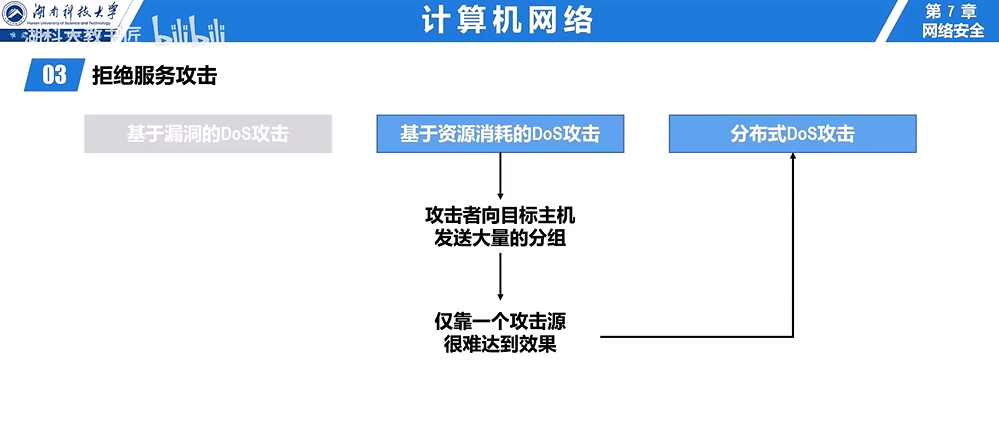 湖南科技大学
Hunan University of Science and Technology
计算机网络
第 7 章
网络安全
湖科大教书匠 bilibili
03 拒绝服务攻击
基于漏洞的DoS攻击
基于资源消耗的DoS攻击
分布式DoS攻击
攻击者向目标主机
发送大量的分组
仅靠一个攻击源
很难达到效果